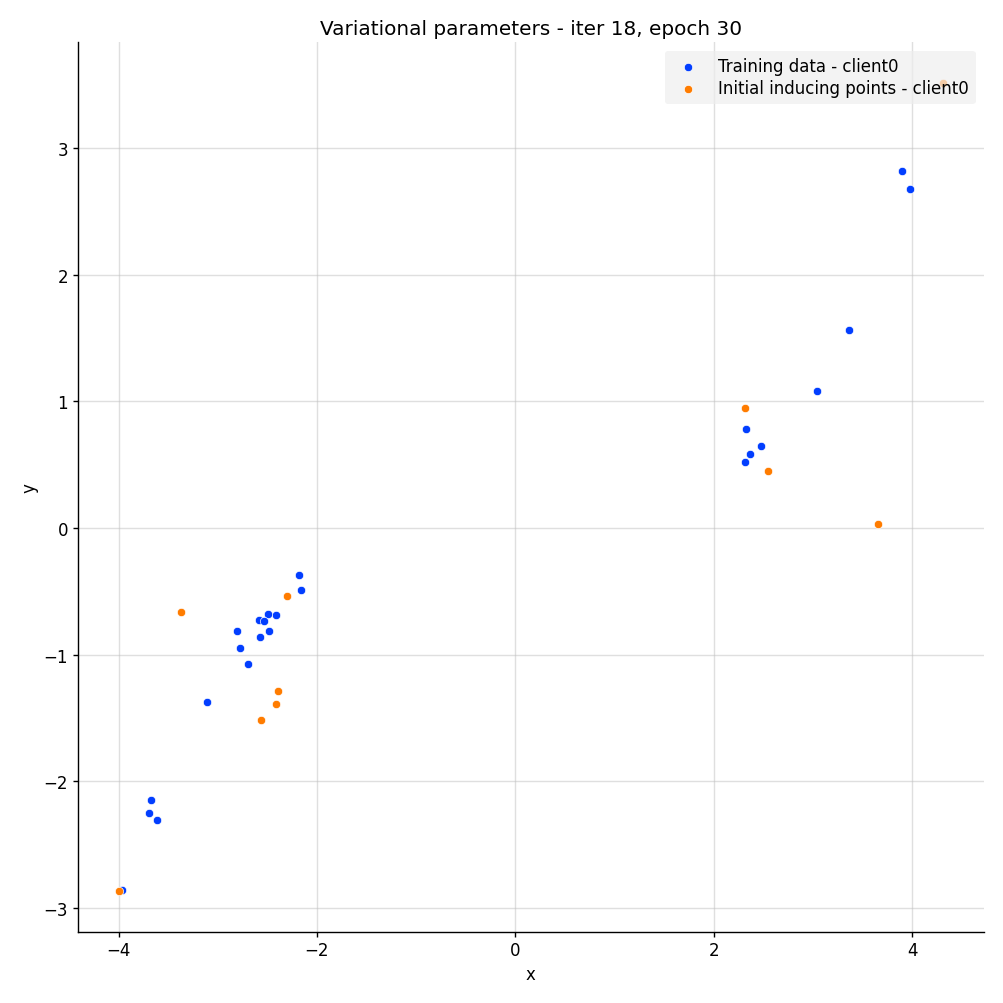 Variational parameters - iter 18, epoch 30
Training data - client0
Initial inducing points - client0
3
2
1
0
−1
−2
−3
y
−4
−2
0
2
4
x